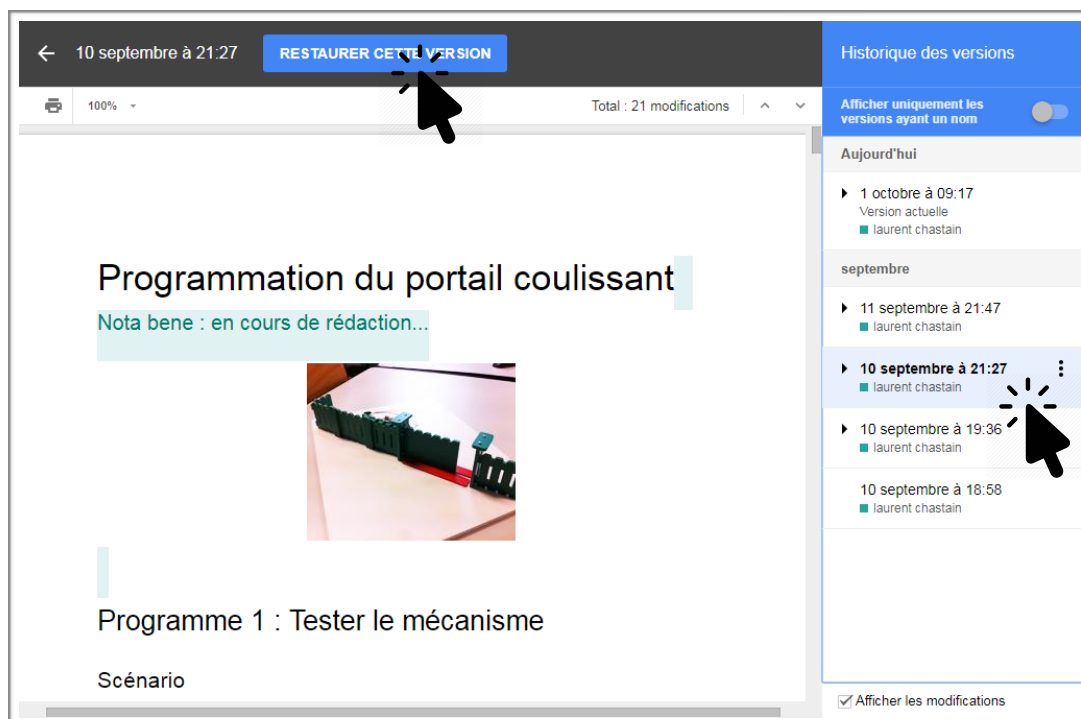 10 septembre à 21:27
RESTAURER CETTE VERSION
100%
Total : 21 modifications
Programmation du portail coulissant
Nota bene : en cours de rédaction...
Programme 1 : Tester le mécanisme
Scénario
Historique des versions
Afficher uniquement les
versions ayant un nom
Aujourd'hui
1 octobre à 09:17
Version actuelle
laurent chastain
septembre
11 septembre à 21:47
laurent chastain
10 septembre à 21:27
laurent chastain
10 septembre à 19:36
laurent chastain
10 septembre à 18:58
laurent chastain
Afficher les modifications